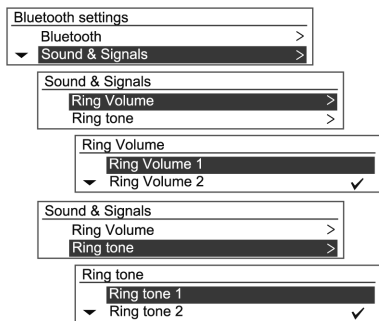 Bluetooth settings
Bluetooth >
Sound & Signals >
Sound & Signals
Ring Volume >
Ring tone >
Ring Volume
Ring Volume 1
Ring Volume 2 ✓
Sound & Signals
Ring Volume >
Ring tone >
Ring tone
Ring tone 1
Ring tone 2 ✓